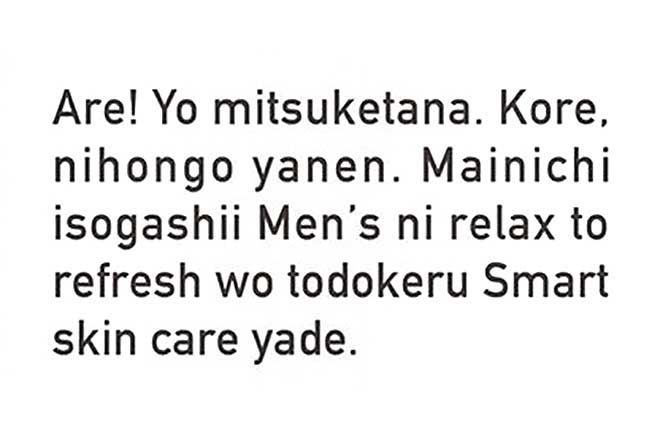 Are! Yo mitsuketana. Kore,
nihongo yanen. Mainichi
isogashii Men's ni relax to
refresh wo todokeru Smart
skin care yade.